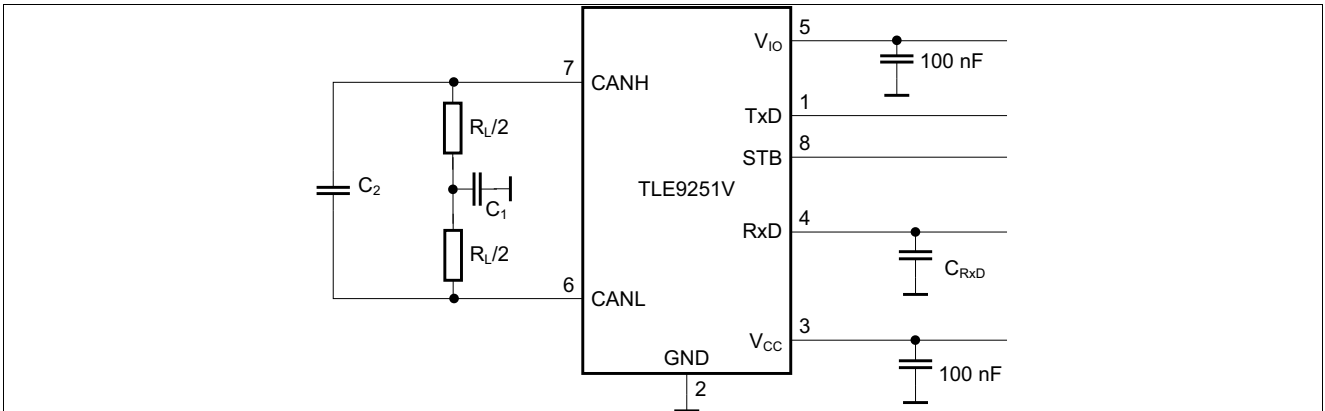 5
V_IO
100 nF
7
CANH
1
TxD
R_L/2
8
STB
C_2
C_1
TLE9251V
4
RxD
R_L/2
C_RxD
6
CANL
3
V_CC
GND
100 nF
2